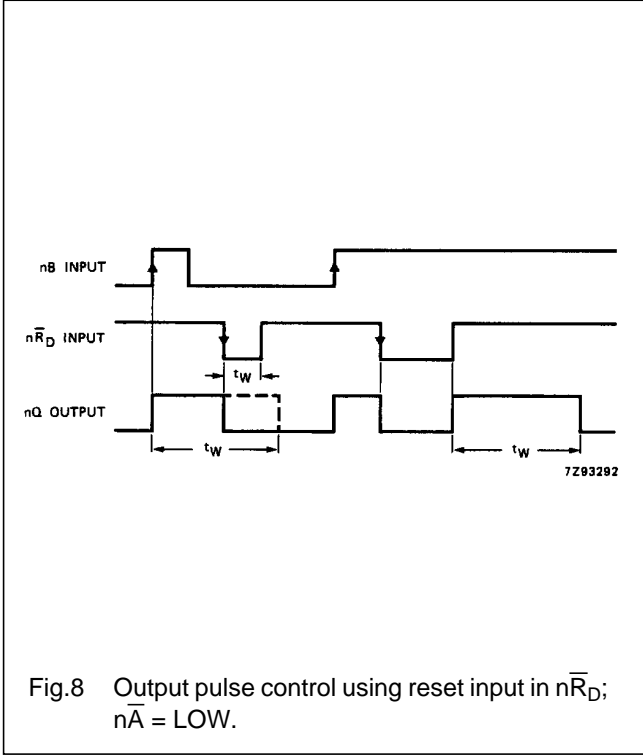 nB INPUT
nR̅D INPUT
tW
nQ OUTPUT
tW
tW
7Z93292
Fig.8 Output pulse control using reset input in nR̅D;
nA̅ = LOW.